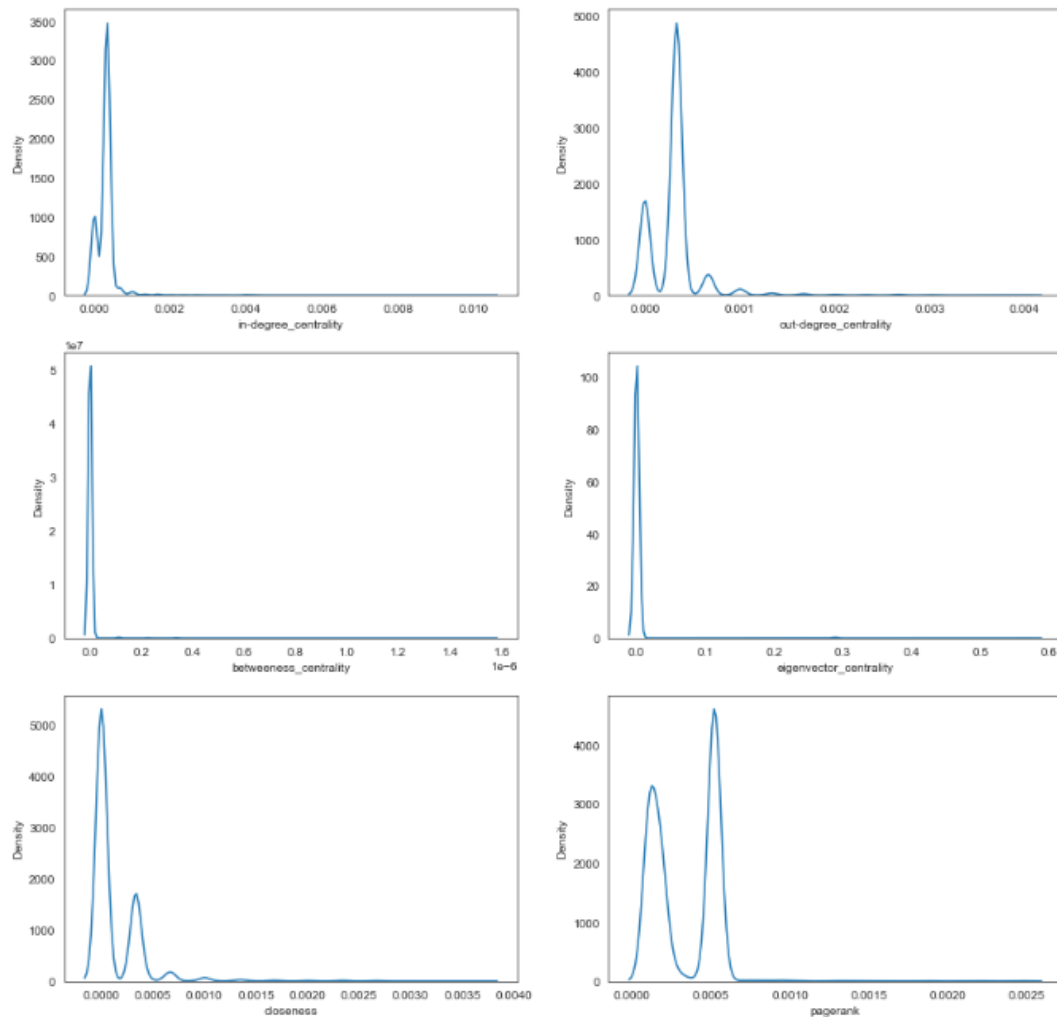 3500
3000
2500
2000
1500
1000
500
0
Density
0.000 0.002 0.004 0.006 0.008 0.010
in-degree_centrality
5000
4000
3000
2000
1000
0
Density
0.000 0.001 0.002 0.003 0.004
out-degree_centrality
1e7
5
4
3
2
1
0
Density
0.0 0.2 0.4 0.6 0.8 1.0 1.2 1.4 1.6
1e−6
betweeness_centrality
100
80
60
40
20
0
Density
0.0 0.1 0.2 0.3 0.4 0.5 0.6
eigenvector_centrality
5000
4000
3000
2000
1000
0
Density
0.0000 0.0005 0.0010 0.0015 0.0020 0.0025 0.0030 0.0035 0.0040
closeness
4000
3000
2000
1000
0
Density
0.0000 0.0005 0.0010 0.0015 0.0020 0.0025
pagerank